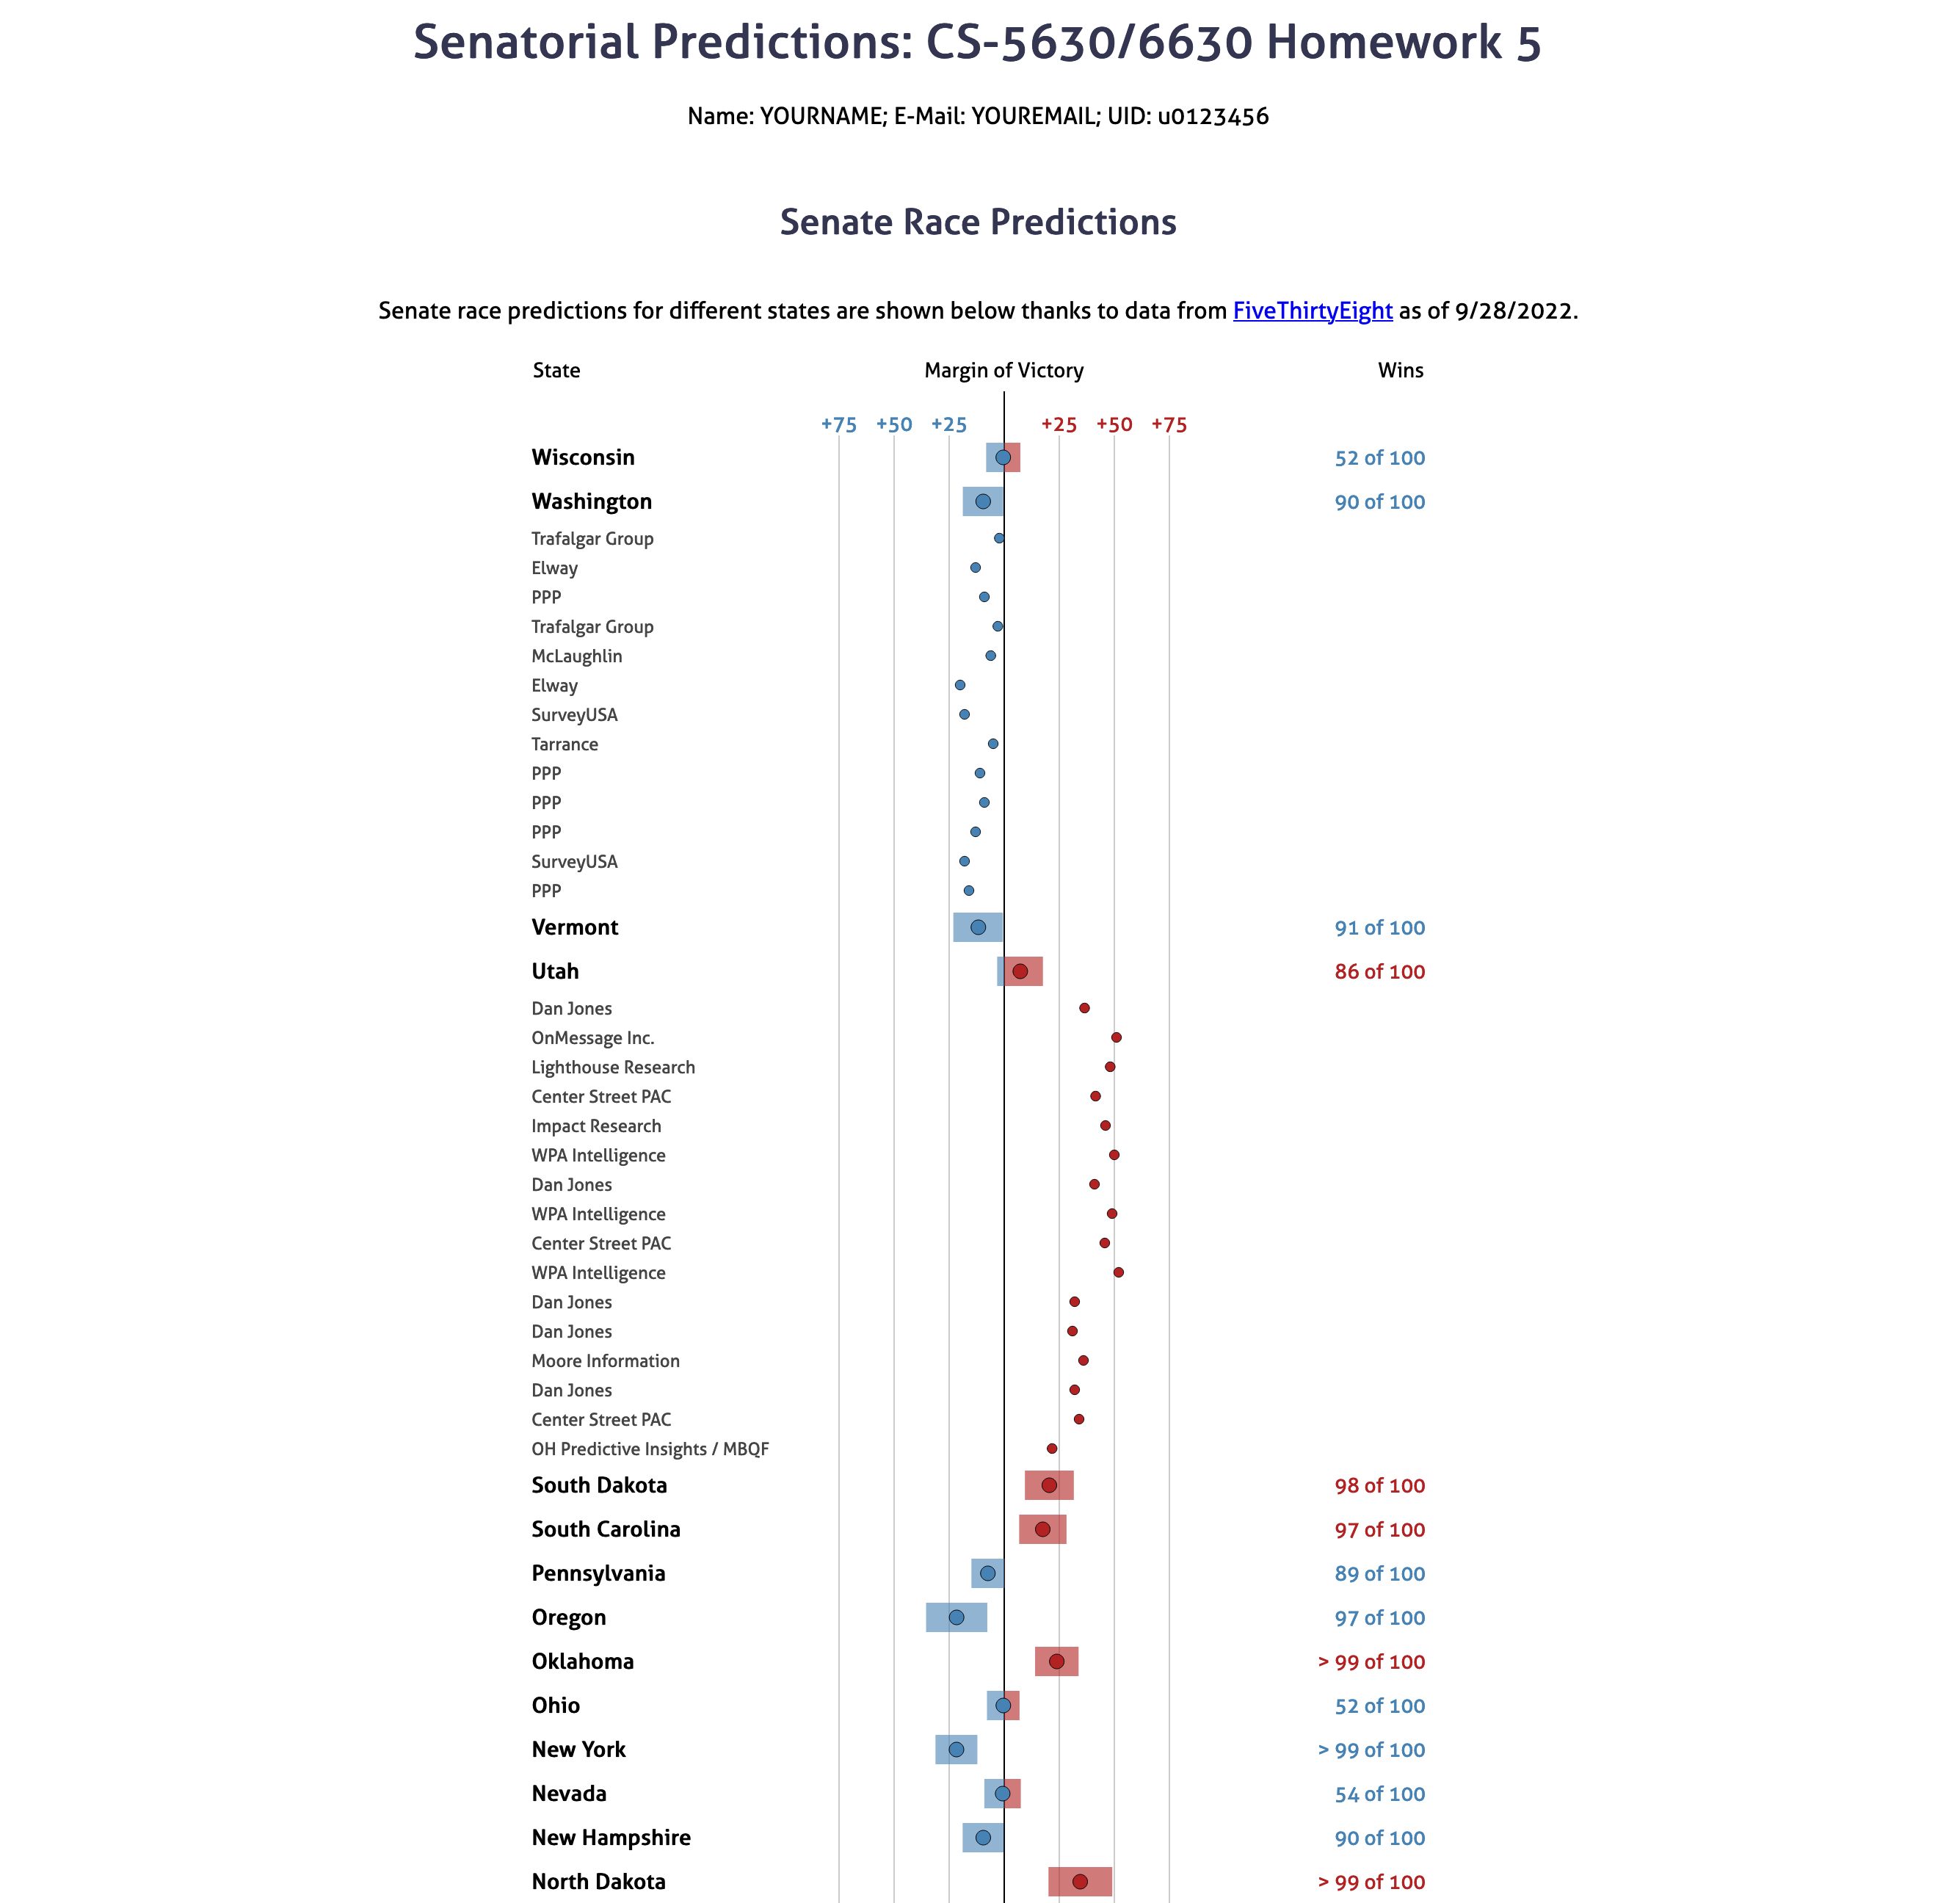 Senatorial Predictions: CS-5630/6630 Homework 5
Name: YOURNAME; E-Mail: YOUREMAIL; UID: u0123456
Senate Race Predictions
Senate race predictions for different states are shown below thanks to data from FiveThirtyEight as of 9/28/2022.
State Margin of Victory Wins
+75 +50 +25 +25 +50 +75
Wisconsin 52 of 100
Washington 90 of 100
Trafalgar Group
Elway
PPP
Trafalgar Group
McLaughlin
Elway
SurveyUSA
Tarrance
PPP
PPP
PPP
SurveyUSA
PPP
Vermont 91 of 100
Utah 86 of 100
Dan Jones
OnMessage Inc.
Lighthouse Research
Center Street PAC
Impact Research
WPA Intelligence
Dan Jones
WPA Intelligence
Center Street PAC
WPA Intelligence
Dan Jones
Dan Jones
Moore Information
Dan Jones
Center Street PAC
OH Predictive Insights / MBQF
South Dakota 98 of 100
South Carolina 97 of 100
Pennsylvania 89 of 100
Oregon 97 of 100
Oklahoma > 99 of 100
Ohio 52 of 100
New York > 99 of 100
Nevada 54 of 100
New Hampshire 90 of 100
North Dakota > 99 of 100